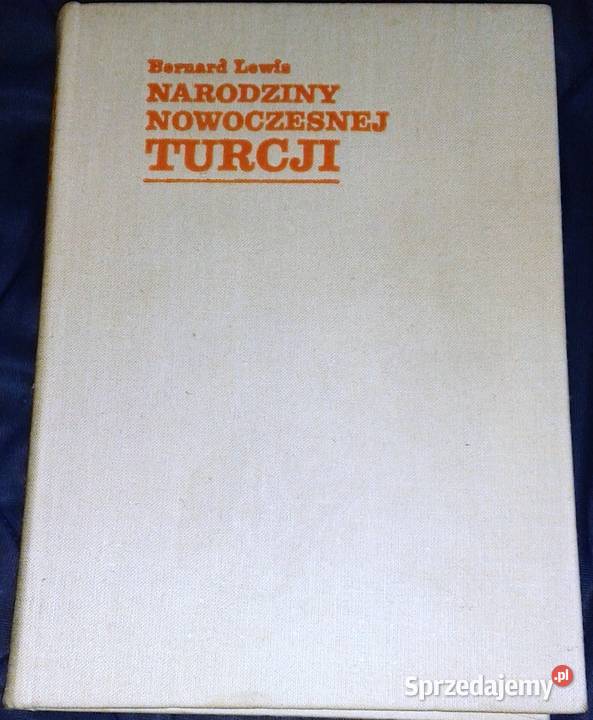 Bernard Lewis
NARODZINY
NOWOCZESNEJ
TURCJI
Sprzedajemy.pl